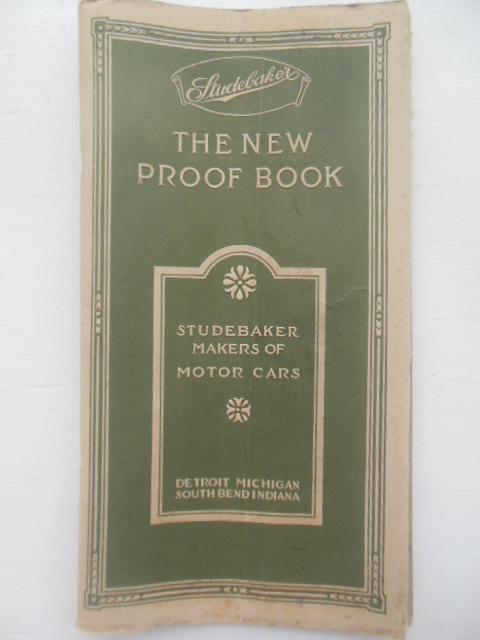 Studebaker
THE NEW
PROOF BOOK
STUDEBAKER
MAKERS OF
MOTOR CARS
DETROIT MICHIGAN
SOUTH BEND INDIANA